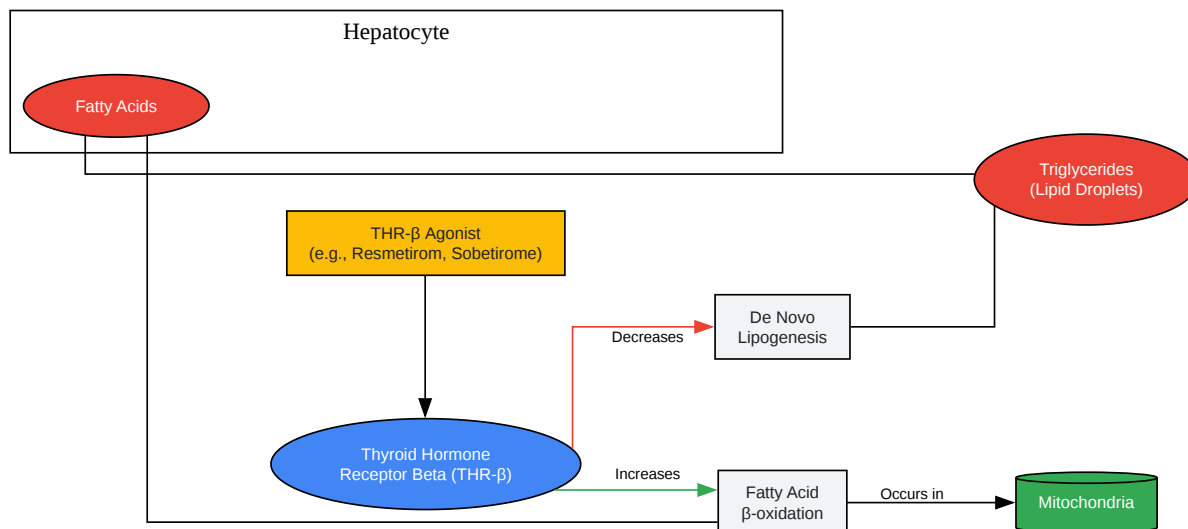 Hepatocyte
Fatty Acids
Triglycerides
(Lipid Droplets)
THR-β Agonist
(e.g., Resmetirom, Sobetirome)
De Novo
Lipogenesis
Decreases
Thyroid Hormone
Receptor Beta (THR-β)
Increases
Fatty Acid
β-oxidation
Occurs in
Mitochondria